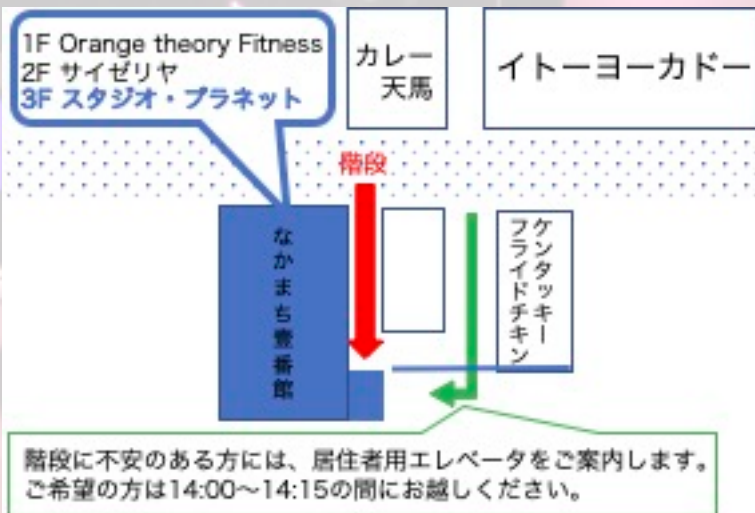 1F Orange theory Fitness
2F サイゼリヤ
3F スタジオ・プラネット
カレー
天馬
イトーヨーカドー
階段
なかまち壹番館
ケンタッキー
フライドチキン
階段に不安のある方には、居住者用エレベータをご案内します。
ご希望の方は14:00〜14:15の間にお越しください。